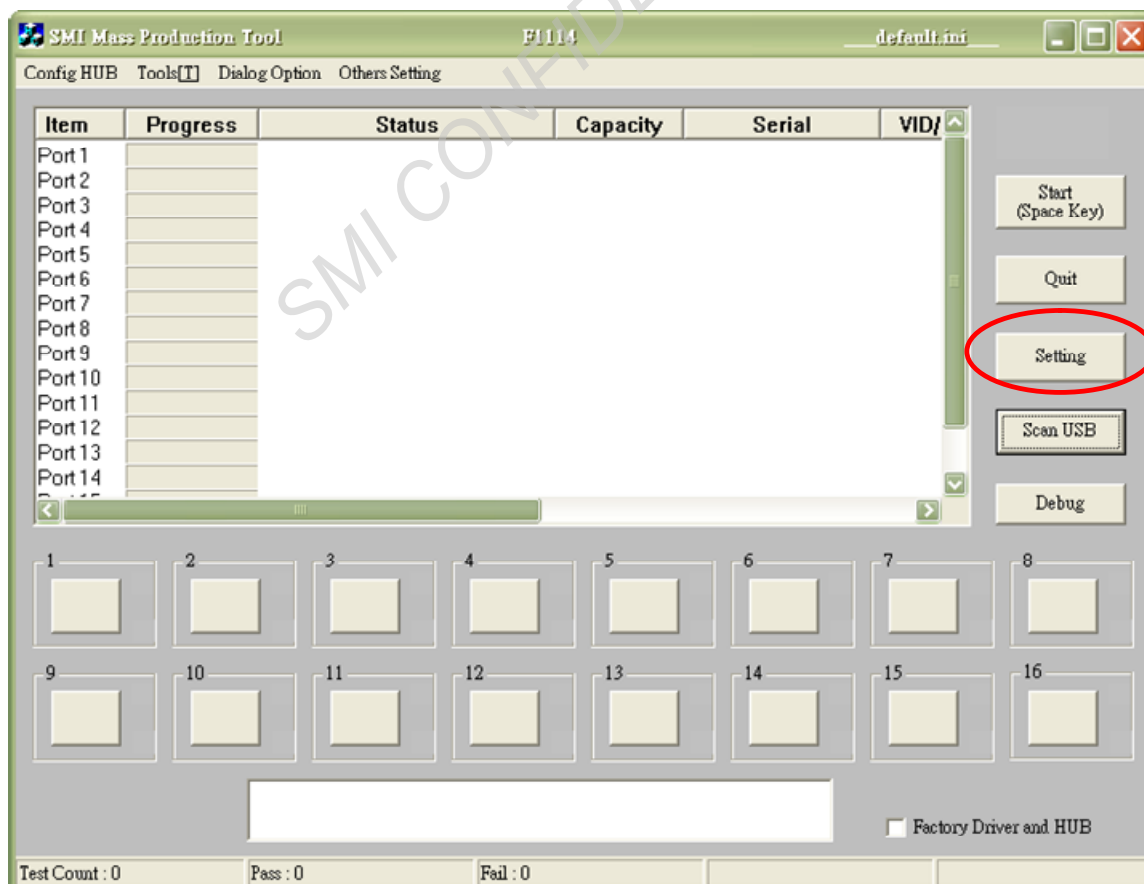 SMI Mass Production Tool F1114 __default.ini__
Config HUB Tools[T] Dialog Option Others Setting
Item Progress Status Capacity Serial VID/
Port 1
Port 2
Port 3
Port 4
Port 5
Port 6
Port 7
Port 8
Port 9
Port 10
Port 11
Port 12
Port 13
Port 14
Start
(Space Key)
Quit
Setting
Scan USB
Debug
1 2 3 4 5 6 7 8
9 10 11 12 13 14 15 16
Factory Driver and HUB
Test Count : 0 Pass : 0 Fail : 0
SMI CONFIDE